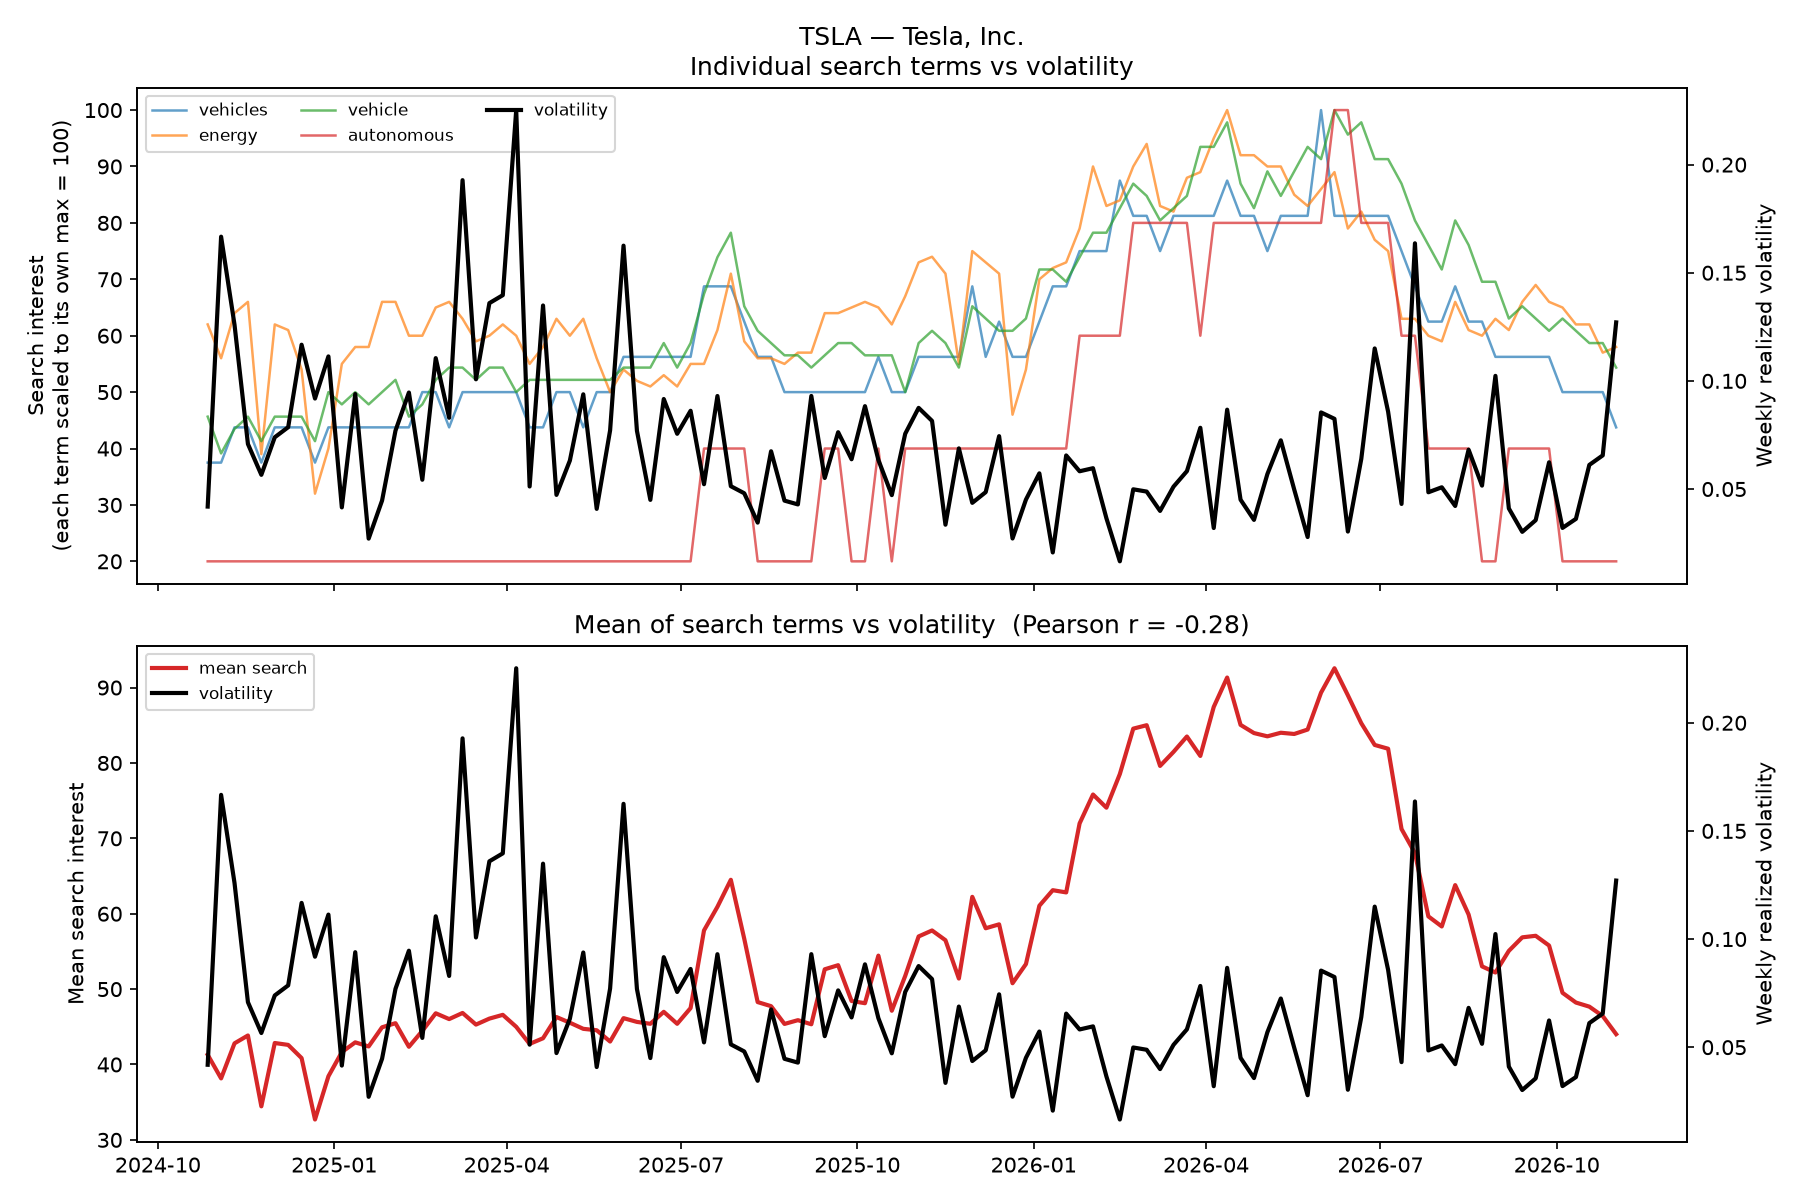 TSLA — Tesla, Inc.
Individual search terms vs volatility
vehicles
energy
vehicle
autonomous
volatility
Search interest
(each term scaled to its own max = 100)
100
90
80
70
60
50
40
30
20
0.20
0.15
0.10
0.05
Weekly realized volatility
Mean of search terms vs volatility (Pearson r = -0.28)
mean search
volatility
Mean search interest
90
80
70
60
50
40
30
0.20
0.15
0.10
0.05
Weekly realized volatility
2024-10 2025-01 2025-04 2025-07 2025-10 2026-01 2026-04 2026-07 2026-10